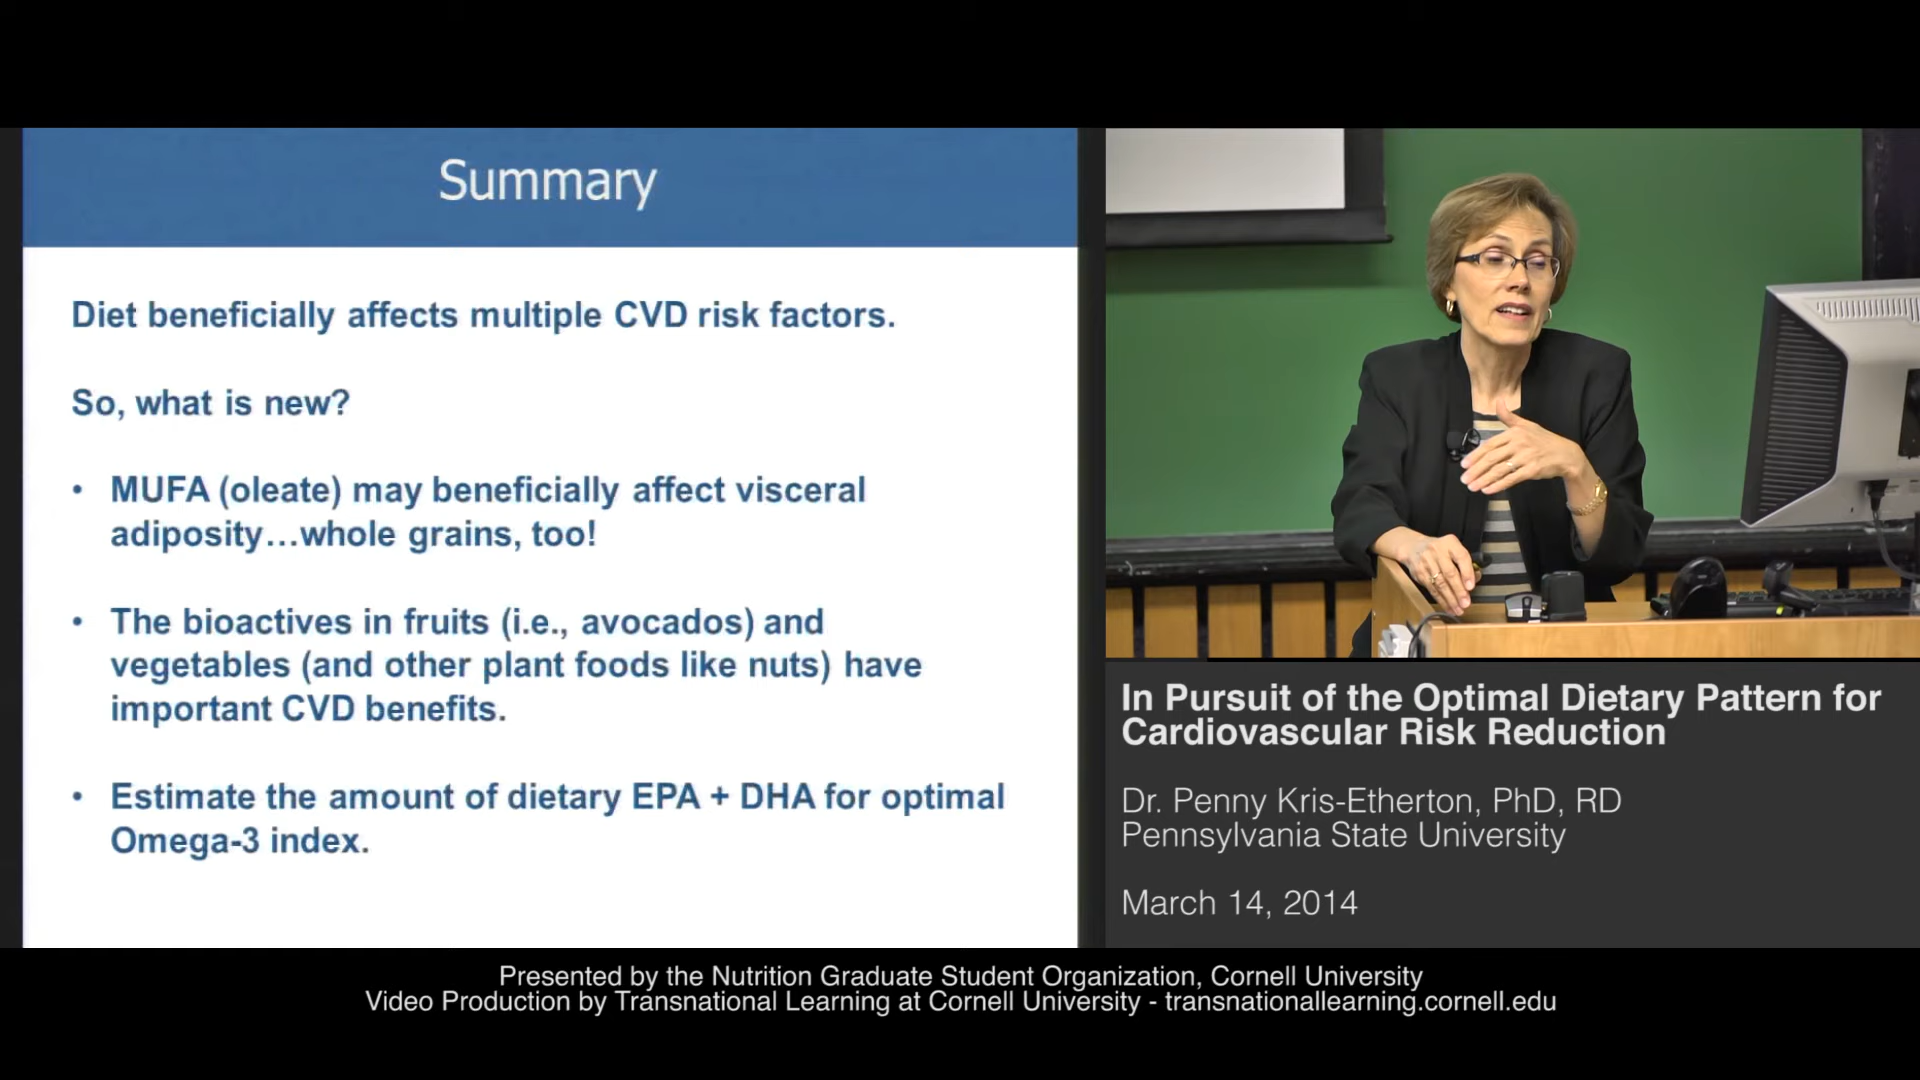 Summary
Diet beneficially affects multiple CVD risk factors.
So, what is new?
• MUFA (oleate) may beneficially affect visceral
adiposity…whole grains, too!
• The bioactives in fruits (i.e., avocados) and
vegetables (and other plant foods like nuts) have
important CVD benefits.
• Estimate the amount of dietary EPA + DHA for optimal
Omega-3 index.
In Pursuit of the Optimal Dietary Pattern for
Cardiovascular Risk Reduction
Dr. Penny Kris-Etherton, PhD, RD
Pennsylvania State University
March 14, 2014
Presented by the Nutrition Graduate Student Organization, Cornell University
Video Production by Transnational Learning at Cornell University - transnationallearning.cornell.edu